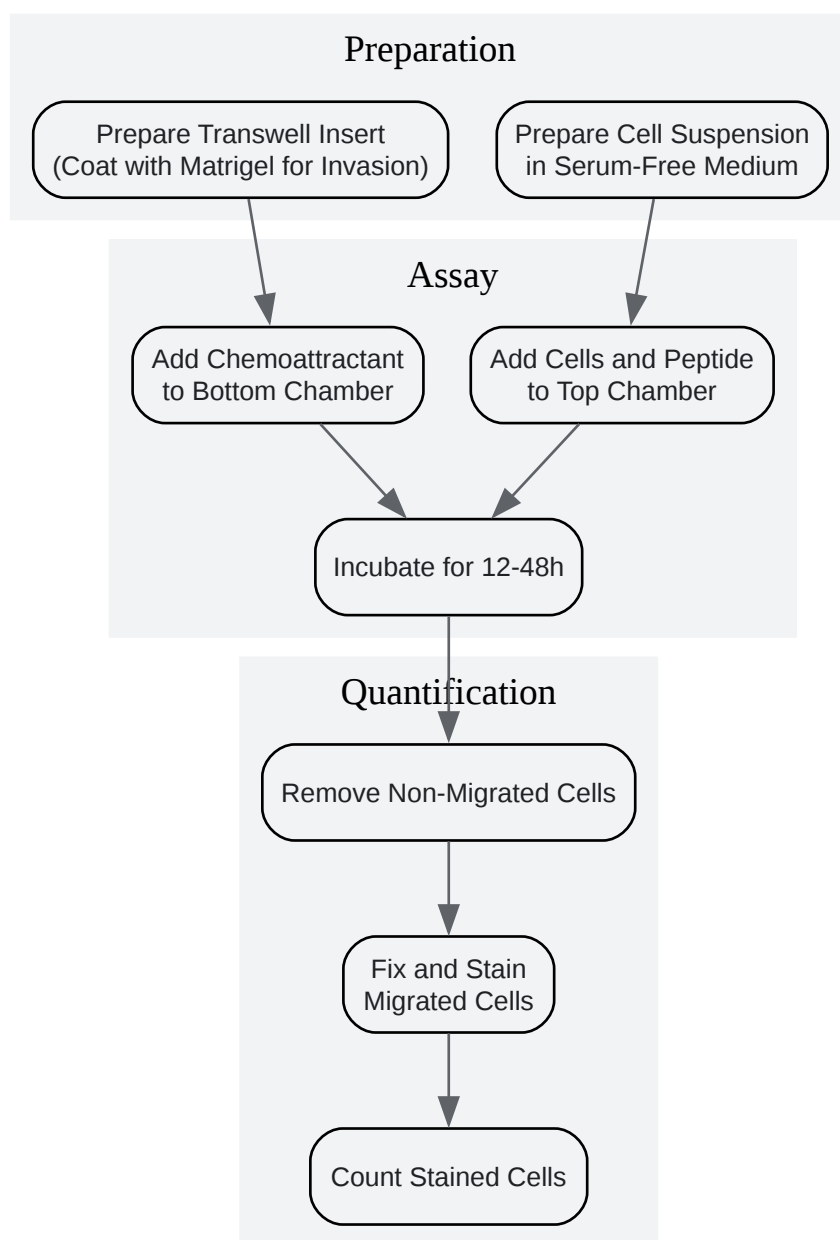 Preparation
Prepare Transwell Insert
(Coat with Matrigel for Invasion)
Prepare Cell Suspension
in Serum-Free Medium
Assay
Add Chemoattractant
to Bottom Chamber
Add Cells and Peptide
to Top Chamber
Incubate for 12-48h
Quantification
Remove Non-Migrated Cells
Fix and Stain
Migrated Cells
Count Stained Cells